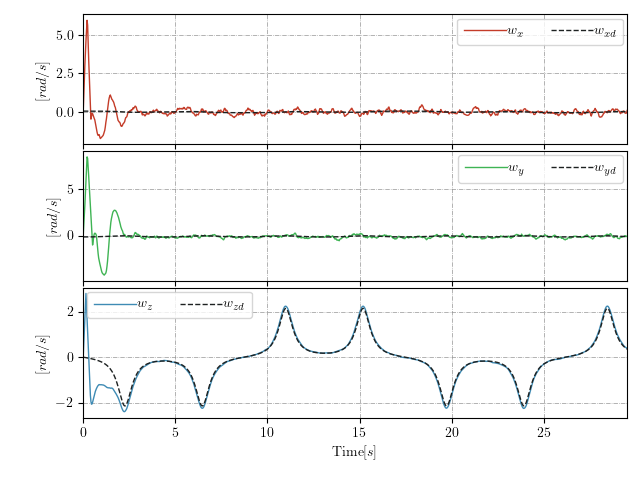 w_x w_xd
5.0
2.5
0.0
[rad/s]
w_y w_yd
5
0
[rad/s]
w_z w_zd
2
0
−2
[rad/s]
0 5 10 15 20 25
Time[s]